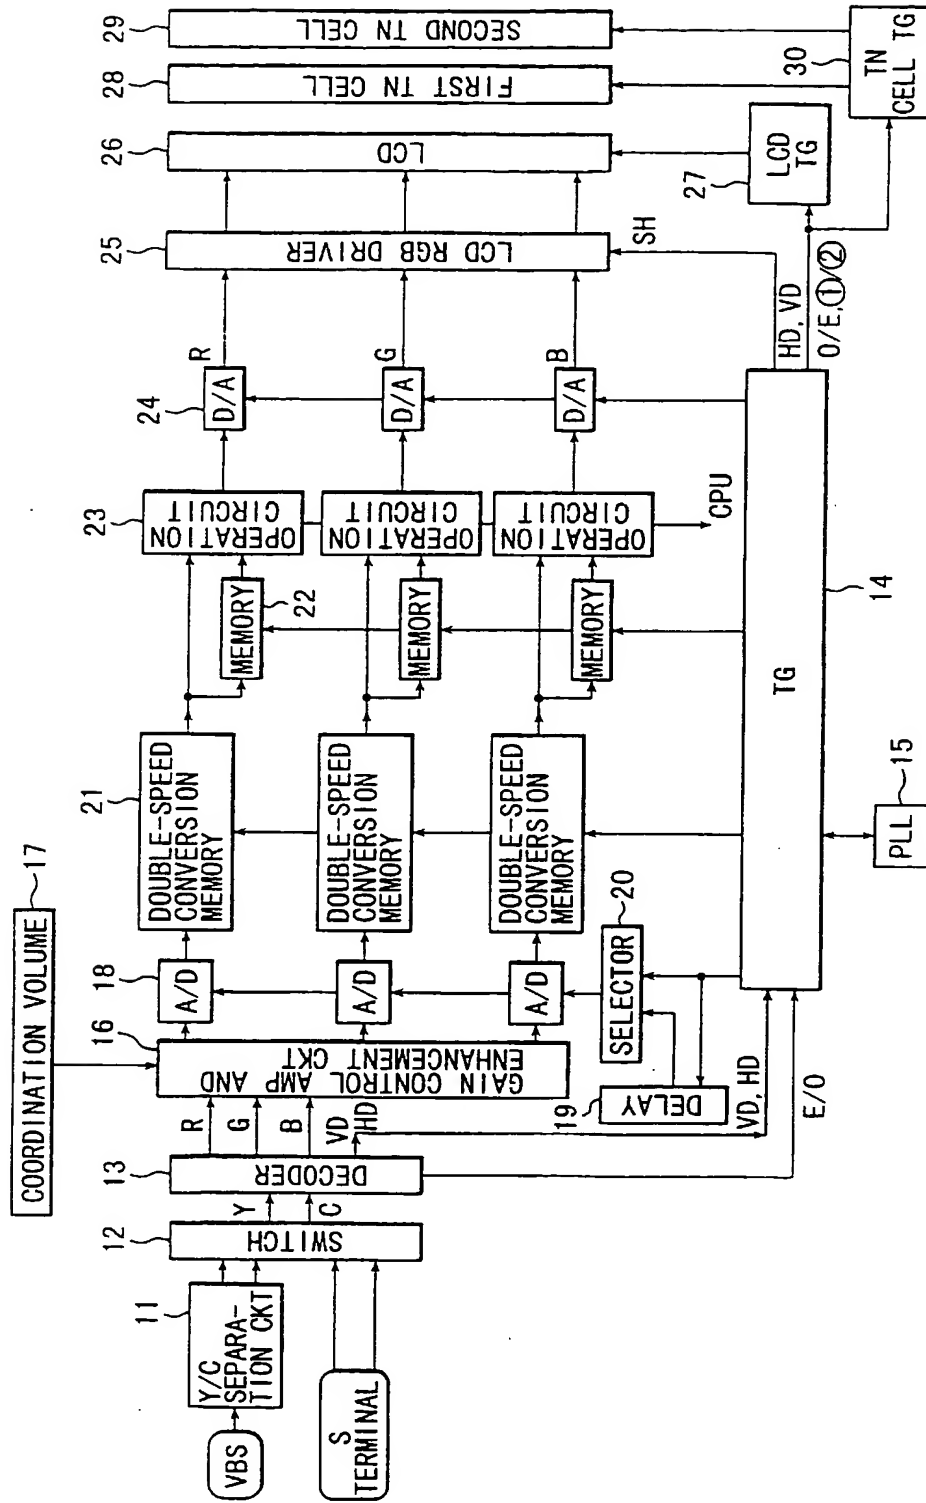 VBS
S
TERMINAL
11
Y/C
SEPARA-
TION CKT
12
SWITCH
Y
C
13
DECODER
R
G
B
VD
HD
COORDINATION VOLUME
17
16
GAIN CONTROL AMP AND
ENHANCEMENT CKT
18
A/D
A/D
A/D
19
DELAY
20
SELECTOR
VD, HD
E/O
21
DOUBLE-SPEED
CONVERSION
MEMORY
DOUBLE-SPEED
CONVERSION
MEMORY
DOUBLE-SPEED
CONVERSION
MEMORY
22
MEMORY
MEMORY
MEMORY
23
OPERATION
CIRCUIT
OPERATION
CIRCUIT
OPERATION
CIRCUIT
CPU
24
D/A
D/A
D/A
R
G
B
TG
14
PLL
15
25
LCD RGB DRIVER
SH
HD, VD
O/E,①/②
26
LCD
27
LCD
TG
28
FIRST TN CELL
29
SECOND TN CELL
30
TN
CELL TG